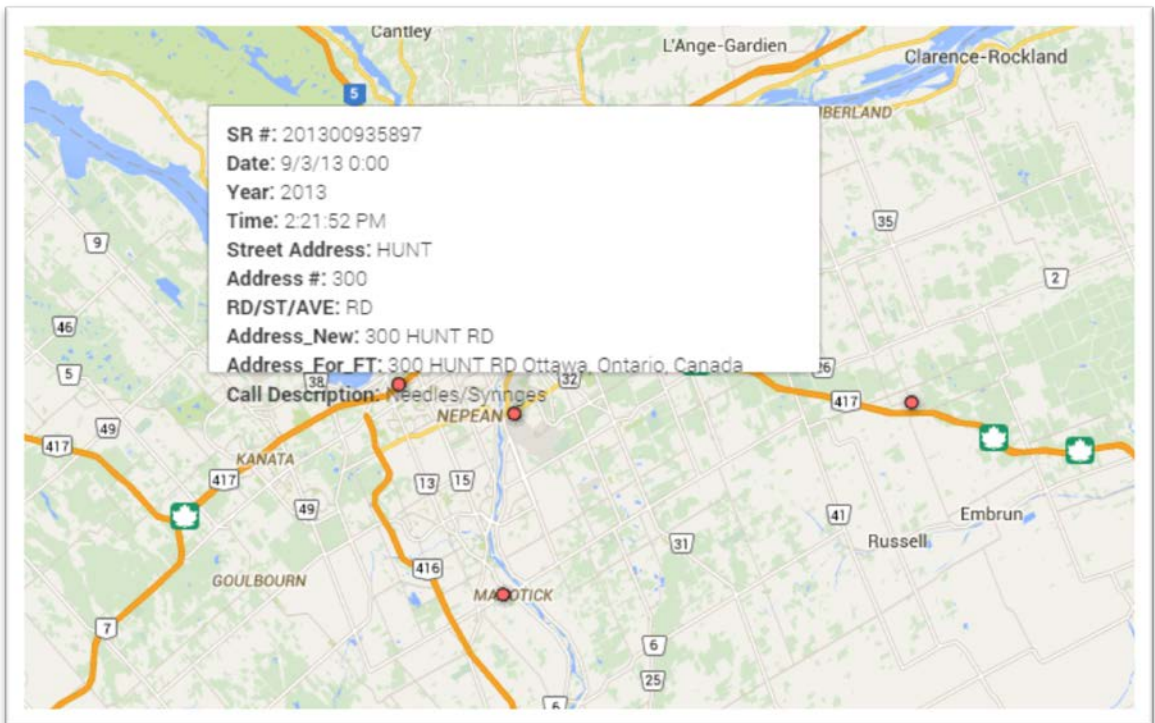 Cantley
L'Ange-Gardien
Clarence-Rockland
5
BERLAND
SR #: 201300935897
Date: 9/3/13 0:00
Year: 2013
Time: 2:21:52 PM
Street Address: HUNT
Address #: 300
RD/ST/AVE: RD
Address_New: 300 HUNT RD
Address_For_FT: 300 HUNT RD Ottawa, Ontario, Canada
Call Description: Needles/Syringes
35
9
2
46
5
38
32
26
417
NEPEAN
49
417
KANATA
417
13
15
49
41
Embrun
31
Russell
416
GOULBOURN
MANOTICK
7
6
25
6